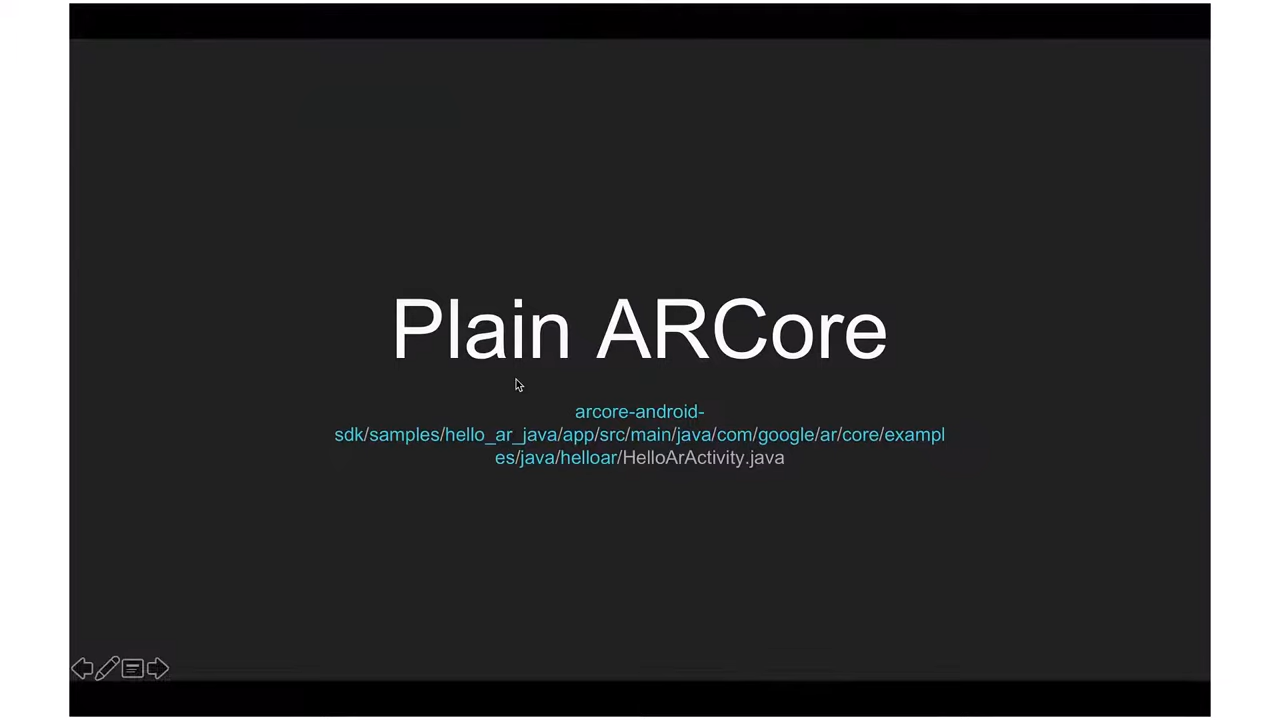 Plain ARCore
arcore-android-
sdk/samples/hello_ar_java/app/src/main/java/com/google/ar/core/exampl
es/java/helloar/HelloArActivity.java